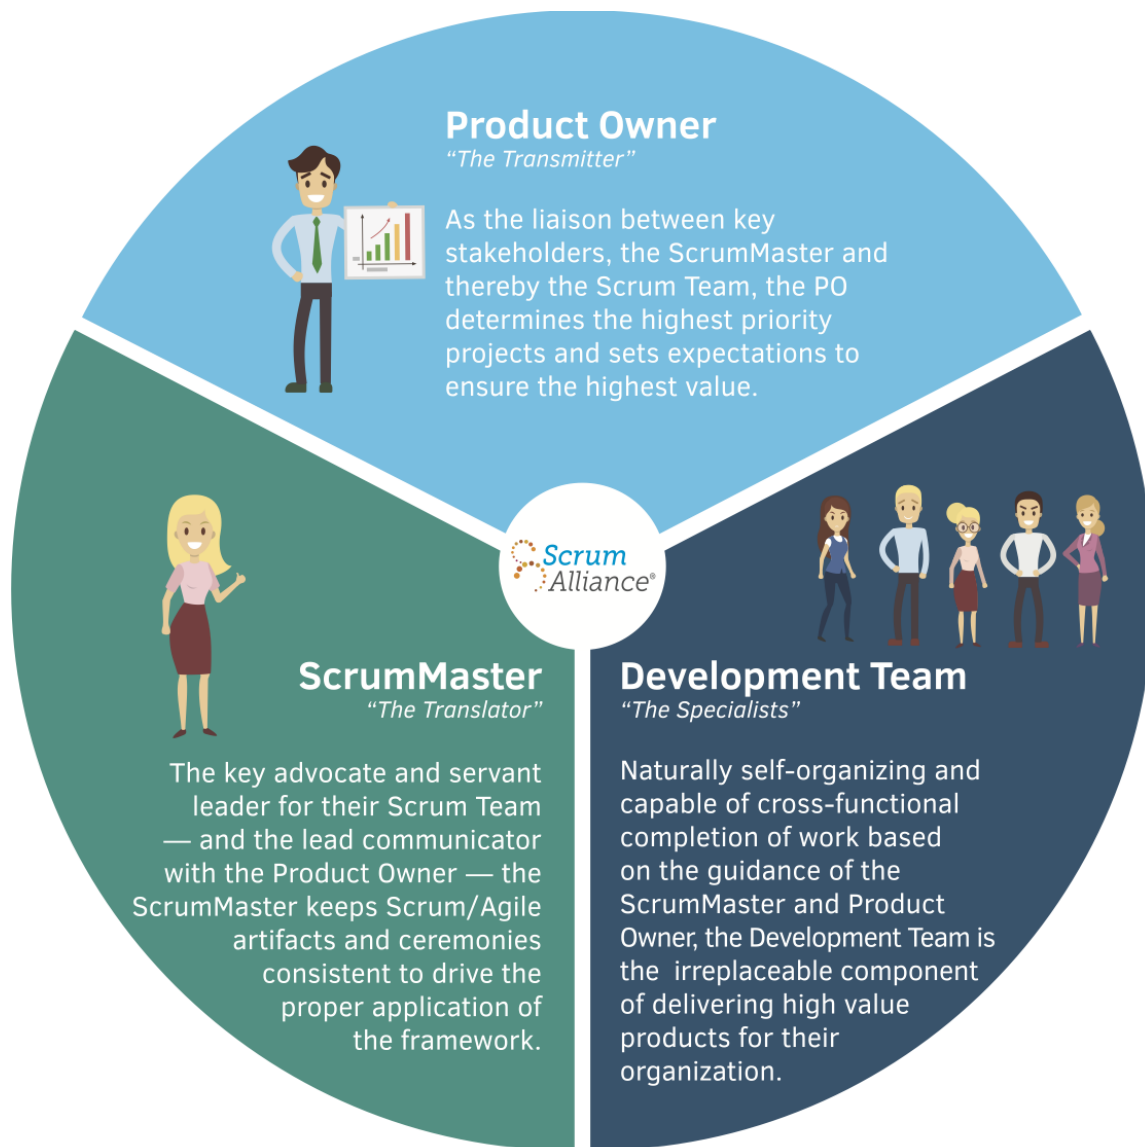 Product Owner
“The Transmitter”
As the liaison between key
stakeholders, the ScrumMaster and
thereby the Scrum Team, the PO
determines the highest priority
projects and sets expectations to
ensure the highest value.
Scrum
Alliance®
ScrumMaster
“The Translator”
The key advocate and servant
leader for their Scrum Team
— and the lead communicator
with the Product Owner — the
ScrumMaster keeps Scrum/Agile
artifacts and ceremonies
consistent to drive the
proper application of
the framework.
Development Team
“The Specialists”
Naturally self-organizing and
capable of cross-functional
completion of work based
on the guidance of the
ScrumMaster and Product
Owner, the Development Team is
the irreplaceable component
of delivering high value
products for their
organization.